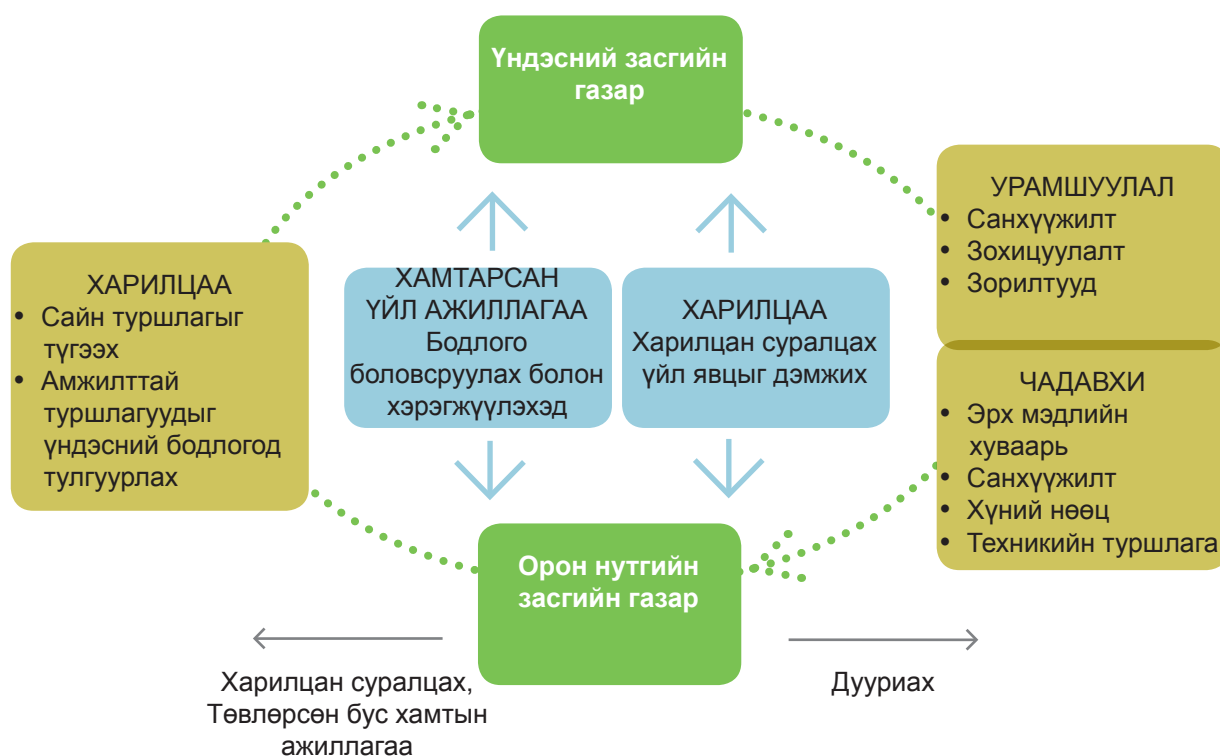 Үндэсний засгийн
газар
УРАМШУУЛАЛ
• Санхүүжилт
• Зохицуулалт
• Зорилтууд
ХАРИЛЦАА
• Сайн туршлагыг
түгээх
• Амжилттай
туршлагуудыг
үндэсний бодлогод
тулгуурлах
ХАМТАРСАН
ҮЙЛ АЖИЛЛАГАА
Бодлого
боловсруулах болон
хэрэгжүүлэхэд
ХАРИЛЦАА
Харилцан суралцах
үйл явцыг дэмжих
ЧАДАВХИ
• Эрх мэдлийн
хуваарь
• Санхүүжилт
• Хүний нөөц
• Техникийн туршлага
Орон нутгийн
засгийн газар
Харилцан суралцах,
Төвлөрсөн бус хамтын
ажиллагаа
Дууриах